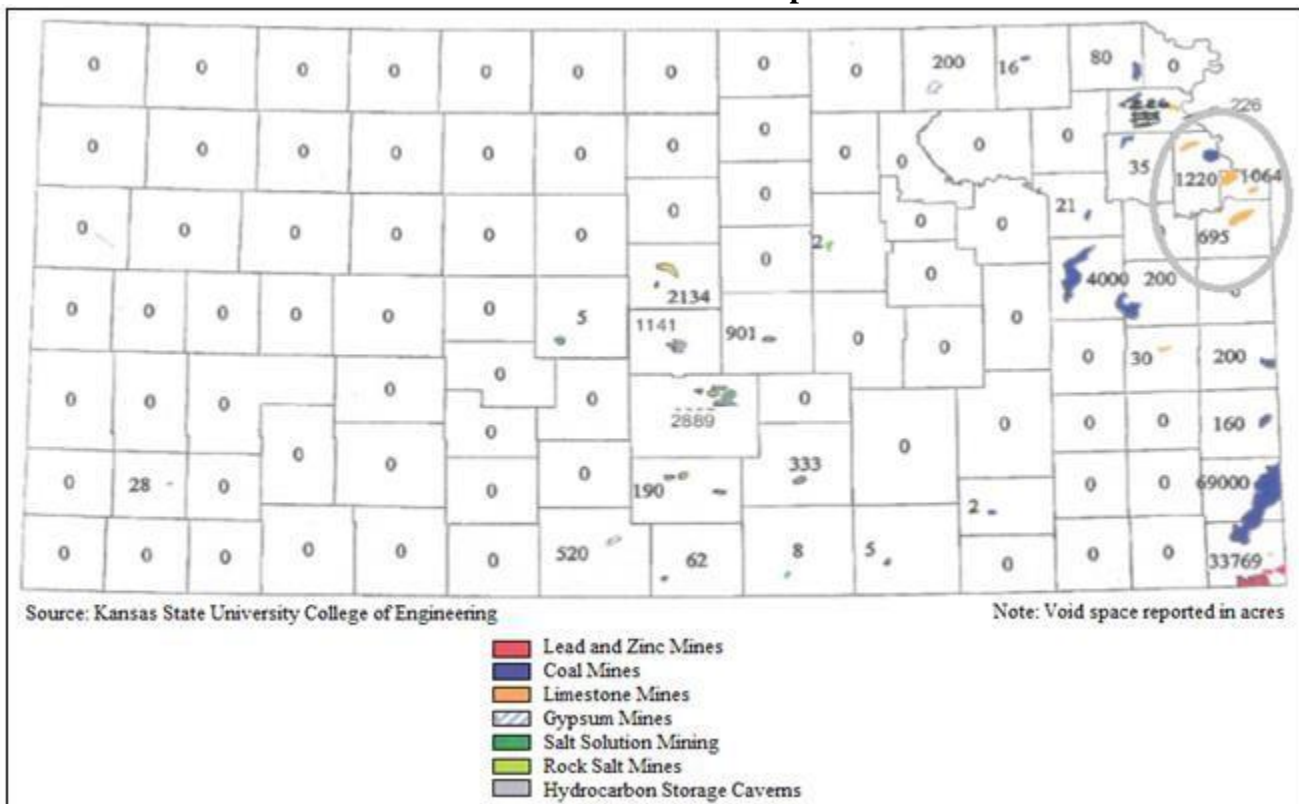 0 0 0 0 0 0 0 0 0 200 16 80 0
226
0 0 0 0 0 0 0 0 0 0 0 0 35 1220 1064
0 0 0 0 0 0 0 0 2 0 0 21 695
2134 0 0 4000 200 0
0 0 0 0 0 0 5 1141 901 0 0 0 0 30 200
0 0 0 0 0 0 2889 0 0 0 0 160
0
0 28 0 0 0 0 0 190 333 0 2 0 0 69000
0 0 0 0 0 0 520 62 8 5 0 0 0 33769
Source: Kansas State University College of Engineering
Note: Void space reported in acres
Lead and Zinc Mines
Coal Mines
Limestone Mines
Gypsum Mines
Salt Solution Mining
Rock Salt Mines
Hydrocarbon Storage Caverns